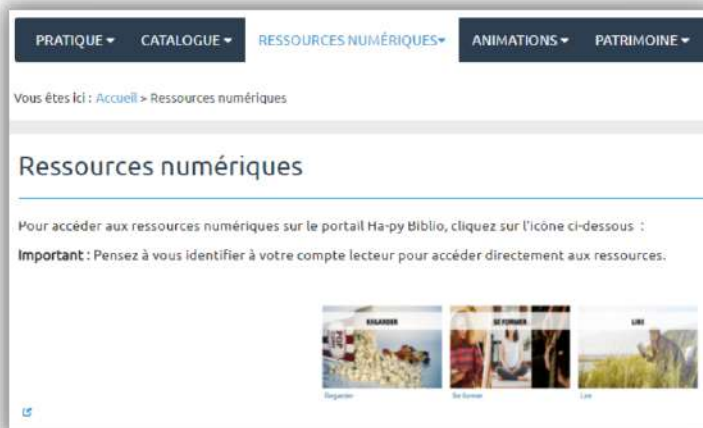 PRATIQUE CATALOGUE RESSOURCES NUMÉRIQUES ANIMATIONS PATRIMOINE
Vous êtes ici : Accueil > Ressources numériques
Ressources numériques
Pour accéder aux ressources numériques sur le portail Ha-py Biblio, cliquez sur l'icône ci-dessous :
Important : Pensez à vous identifier à votre compte lecteur pour accéder directement aux ressources.
REGARDER SE FORMER LIRE
Regarder Se former Lire